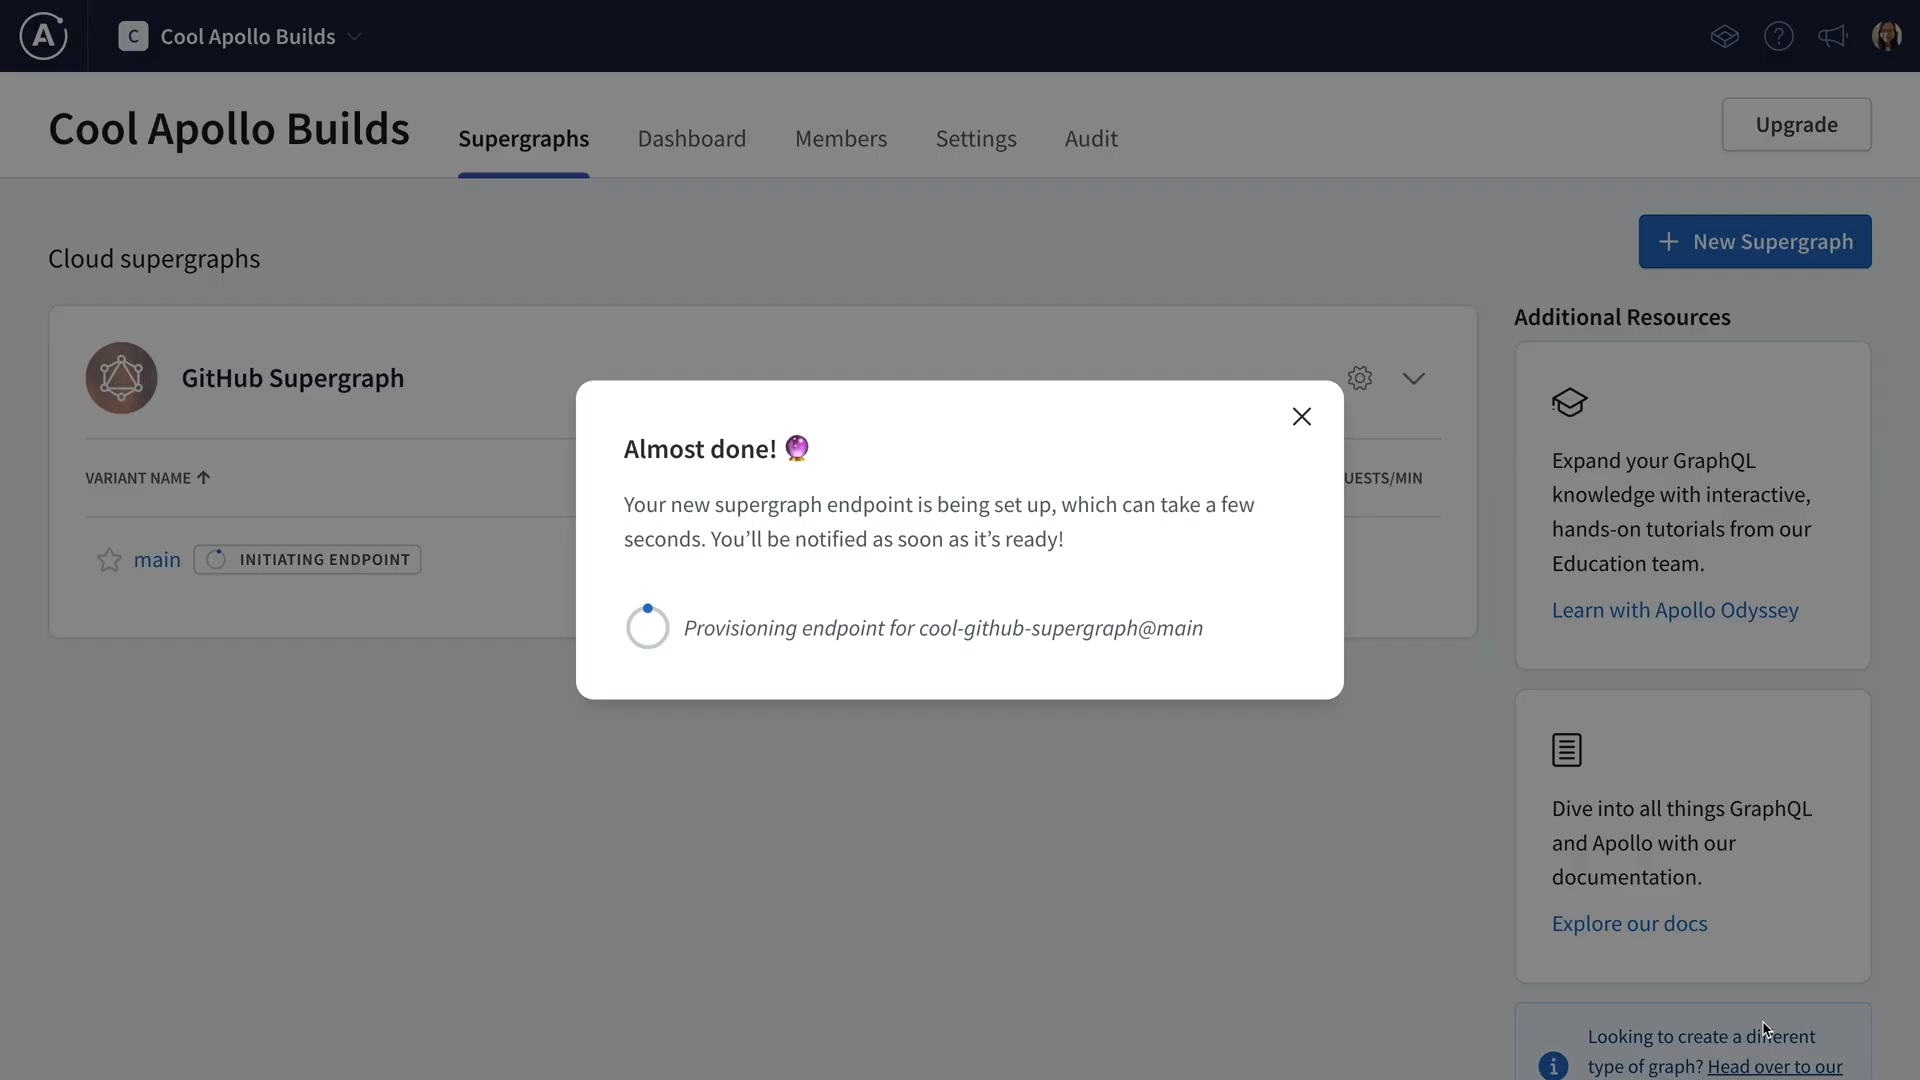 A
C
Cool Apollo Builds
?
Cool Apollo Builds
Supergraphs
Dashboard
Members
Settings
Audit
Upgrade
Cloud supergraphs
+ New Supergraph
GitHub Supergraph
VARIANT NAME ↑
UESTS/MIN
main
INITIATING ENDPOINT
Almost done! 🔮
Your new supergraph endpoint is being set up, which can take a few
seconds. You’ll be notified as soon as it’s ready!
Provisioning endpoint for cool-github-supergraph@main
Additional Resources
Expand your GraphQL
knowledge with interactive,
hands-on tutorials from our
Education team.
Learn with Apollo Odyssey
Dive into all things GraphQL
and Apollo with our
documentation.
Explore our docs
Looking to create a different
type of graph? Head over to our